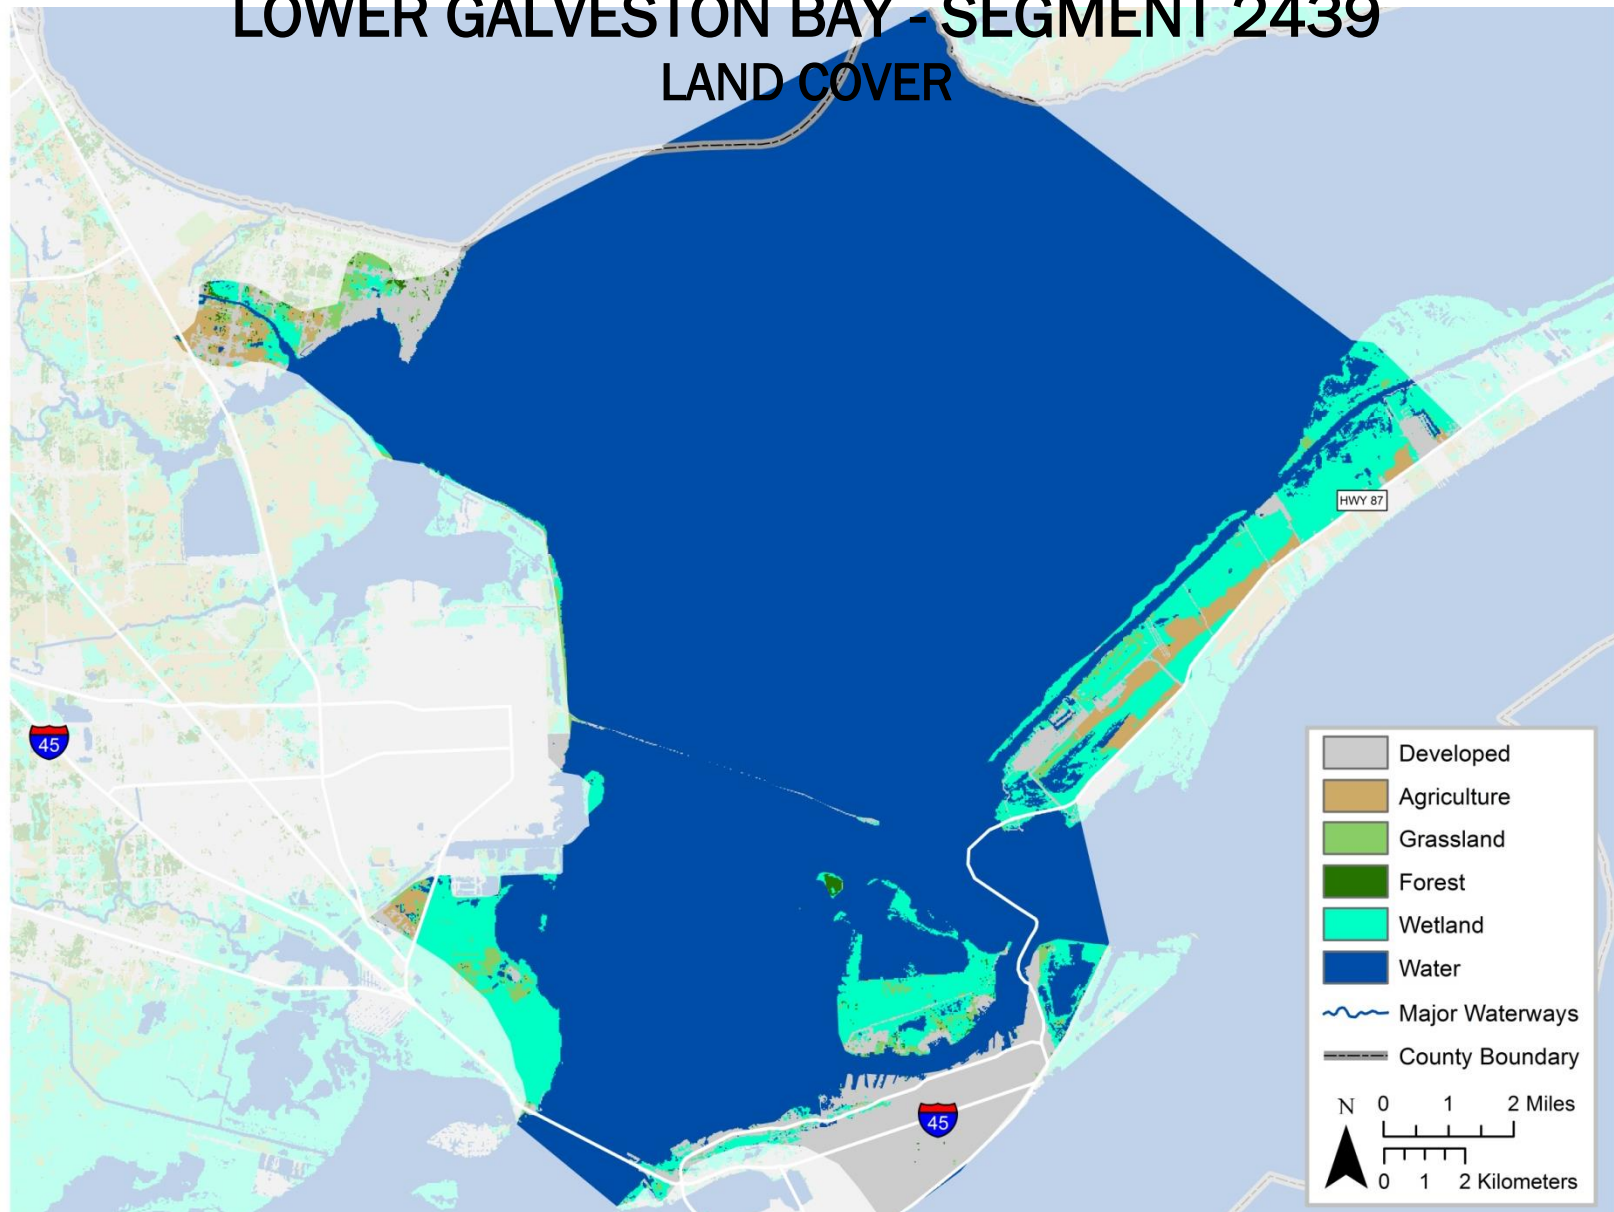 LOWER GALVESTON BAY - SEGMENT 2439
LAND COVER
HWY 87
45
45
Developed
Agriculture
Grassland
Forest
Wetland
Water
Major Waterways
County Boundary
N
0 1 2 Miles
0 1 2 Kilometers